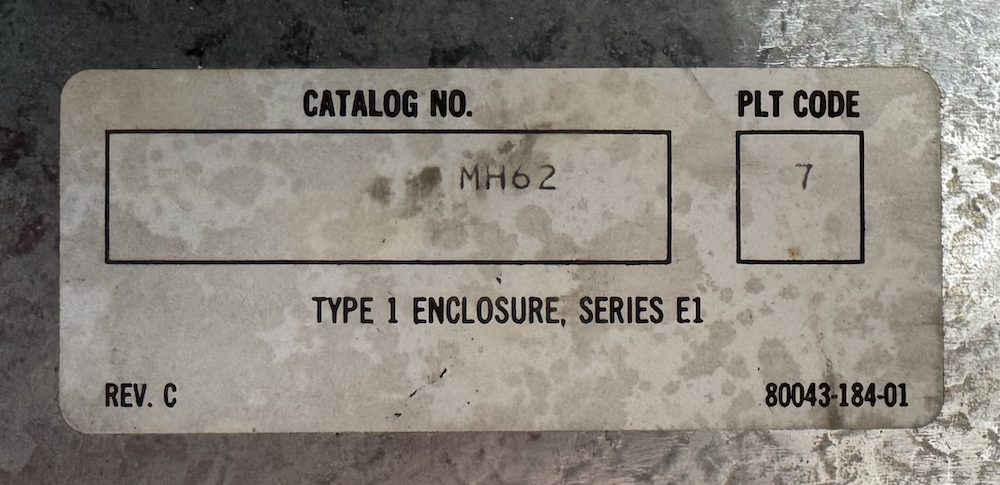 CATALOG NO. PLT CODE
MH62 7
TYPE 1 ENCLOSURE, SERIES E1
REV. C 80043-184-01